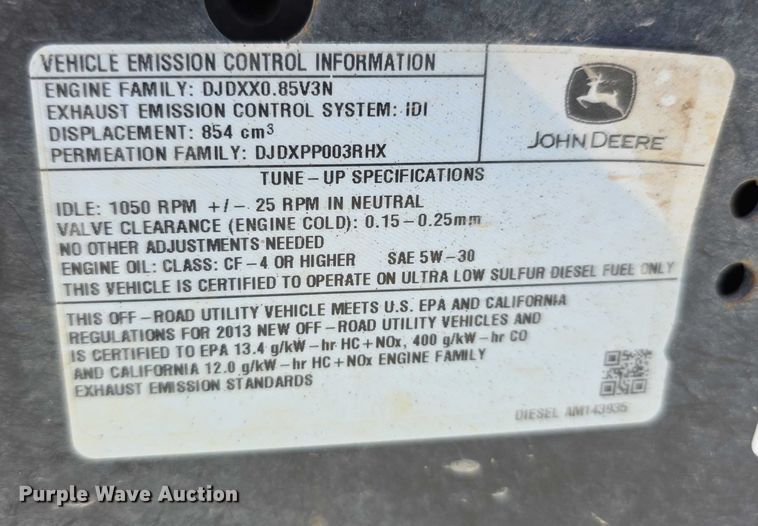 VEHICLE EMISSION CONTROL INFORMATION
ENGINE FAMILY: DJDXX0.85V3N
EXHAUST EMISSION CONTROL SYSTEM: IDI
DISPLACEMENT: 854 cm³
PERMEATION FAMILY: DJDXPP003RHX
JOHN DEERE
TUNE-UP SPECIFICATIONS
IDLE: 1050 RPM +/- 25 RPM IN NEUTRAL
VALVE CLEARANCE (ENGINE COLD): 0.15-0.25mm
NO OTHER ADJUSTMENTS NEEDED
ENGINE OIL: CLASS: CF-4 OR HIGHER SAE 5W-30
THIS VEHICLE IS CERTIFIED TO OPERATE ON ULTRA LOW SULFUR DIESEL FUEL ONLY
THIS OFF-ROAD UTILITY VEHICLE MEETS U.S. EPA AND CALIFORNIA
REGULATIONS FOR 2013 NEW OFF-ROAD UTILITY VEHICLES AND
IS CERTIFIED TO EPA 13.4 g/kW-hr HC+NOx, 400 g/kW-hr CO
AND CALIFORNIA 12.0 g/kW-hr HC+NOx ENGINE FAMILY
EXHAUST EMISSION STANDARDS
DIESEL AM143935
Purple Wave Auction